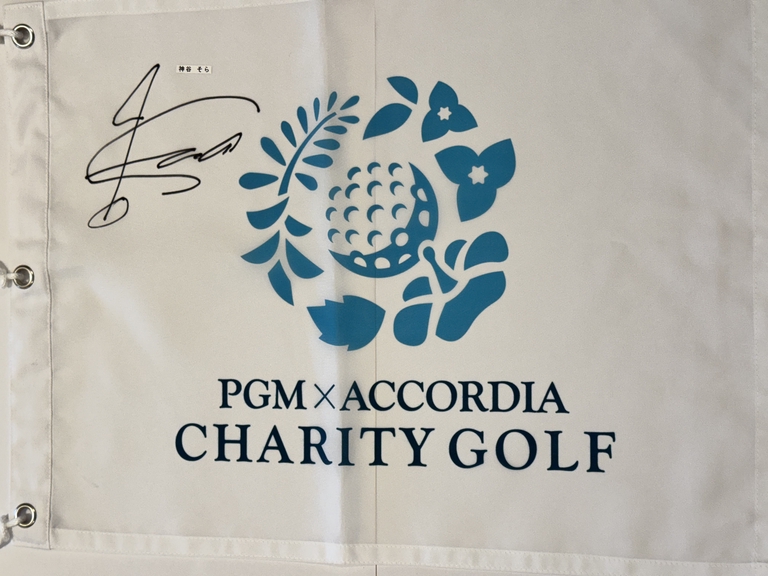 神谷 そら
PGM×ACCORDIA
CHARITY GOLF